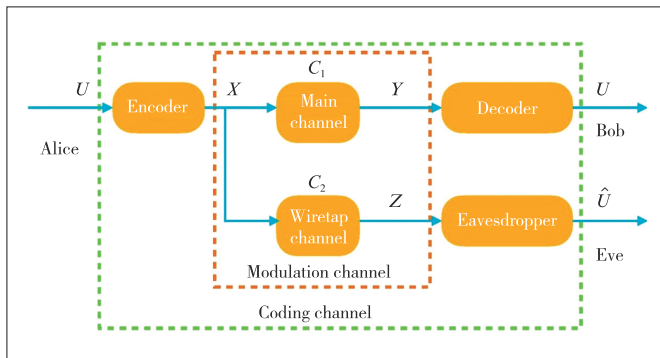 C₁
U
X
Y
U
Encoder
Main
channel
Decoder
Alice
Bob
C₂
Z
Û
Wiretap
channel
Eavesdropper
Modulation channel
Eve
Coding channel